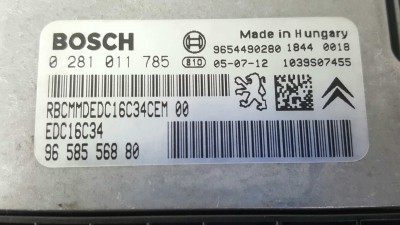 BOSCH
Made in Hungary
9654490280 1844 0018
0 281 011 785
810 05-07-12 1039S07455
RBCMMDEDC16C34CEM 00
EDC16C34
96 585 568 80